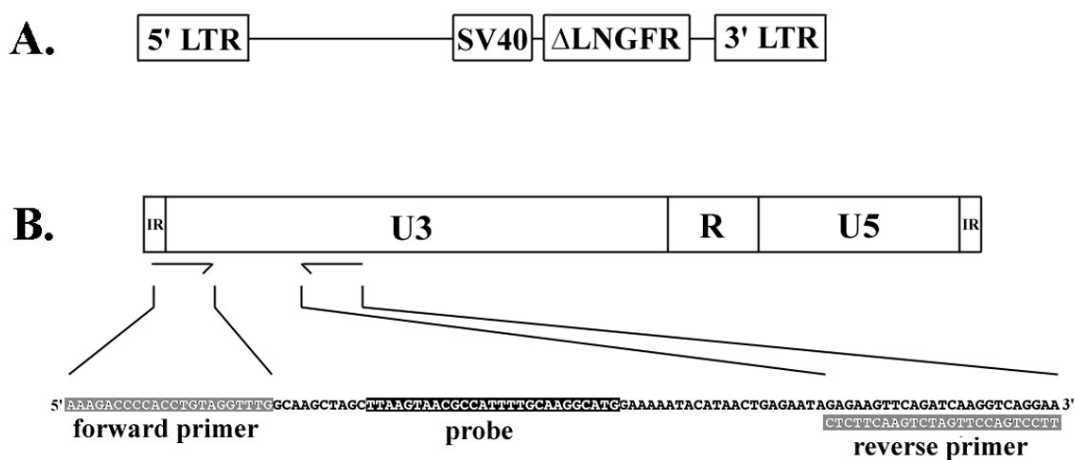 A. 5' LTR SV40 ΔLNGFR 3' LTR
B. IR U3 R U5 IR
5' AAAGACCCCACCTGTAGGTTTGGCAAGCTAGCTTAAGTAACGCCATTTTGCAAGGCATGGAAAAATACATAACTGAGAATAGAGAAGTTCAGATCAAGGTCAGGAA 3'
CTCTTCAAGTCTAGTTCCAGTCCTT
forward primer probe reverse primer